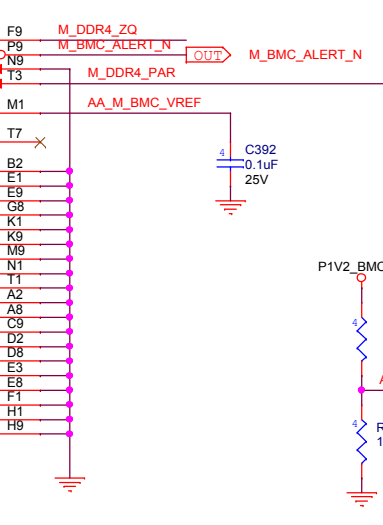 F9 M_DDR4_ZQ
P9 M_BMC_ALERT_N
OUT M_BMC_ALERT_N
N9
T3 M_DDR4_PAR
M1 AA_M_BMC_VREF
T7
4 C392
0.1uF
25V
B2
E1
E9
G8
K1
K9
M9
N1
T1
A2
A8
C9
D2
D8
E3
E8
F1
H1
H9
P1V2_BMC
4
A
4 R
1